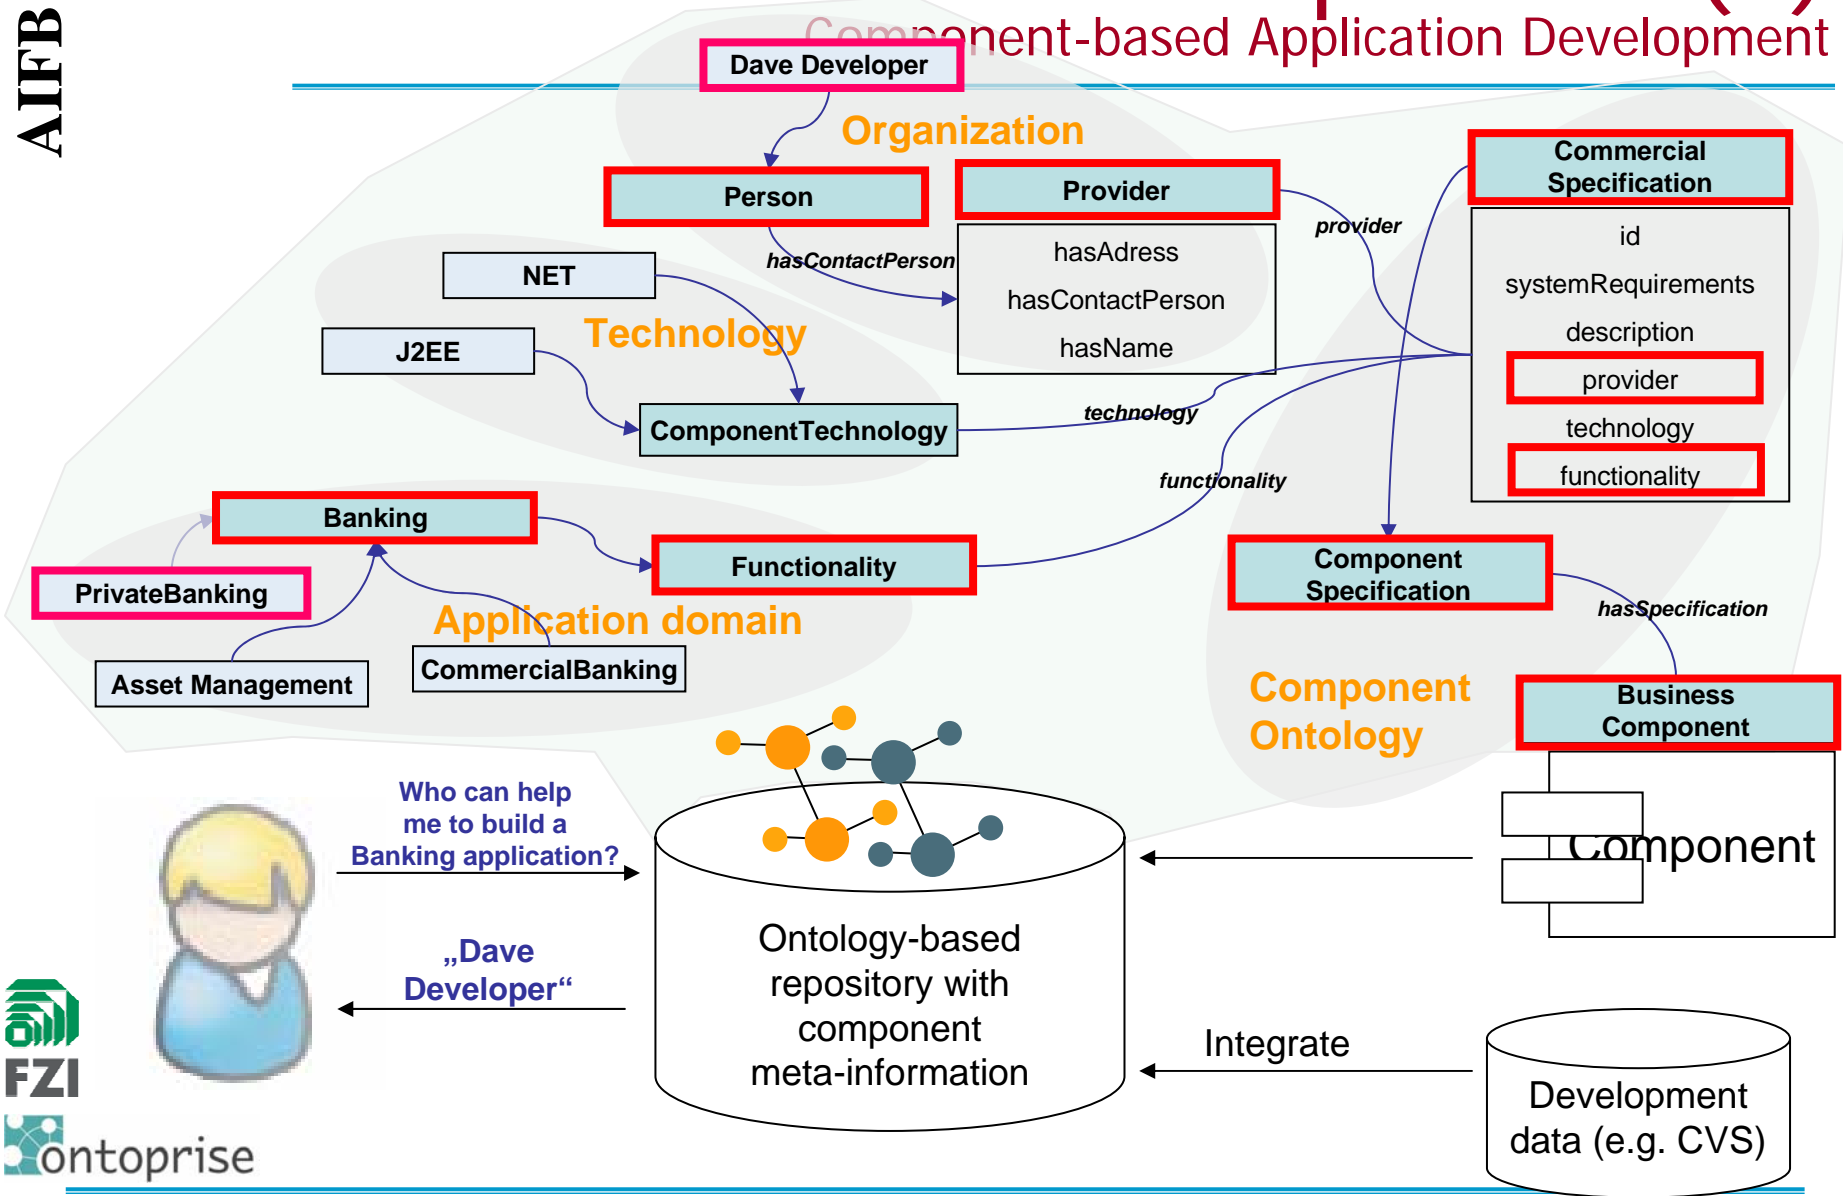 AIFB
Component-based Application Development
Dave Developer
Organization
Commercial
Specification
Person
Provider
provider
id
hasContactPerson
hasAdress
NET
systemRequirements
hasContactPerson
Technology
description
J2EE
hasName
provider
technology
technology
ComponentTechnology
functionality
functionality
Banking
Functionality
Component
Specification
PrivateBanking
hasSpecification
Application domain
Asset Management
CommercialBanking
Component
Ontology
Business
Component
Who can help
me to build a
Banking application?
Component
„Dave
Developer“
Ontology-based
repository with
component
meta-information
Integrate
FZI
Development
data (e.g. CVS)
ontoprise